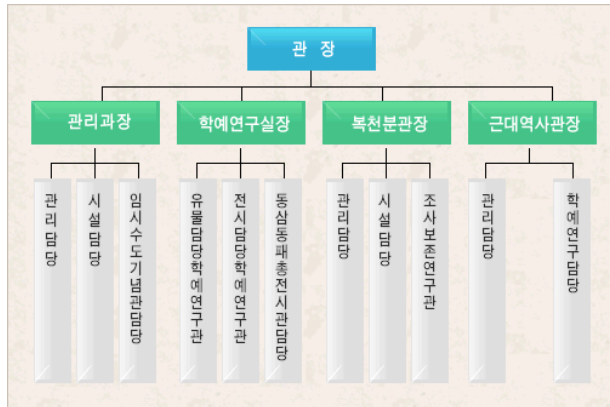 관 장
관리과장
학예연구실장
복천분관장
근대역사관장
관리담당
시설담당
임시수도기념관담당
유물담당학예연구관
전시담당학예연구관
동삼동패총전시관담당
관리담당
시설담당
조사보존연구관
관리담당
학예연구담당